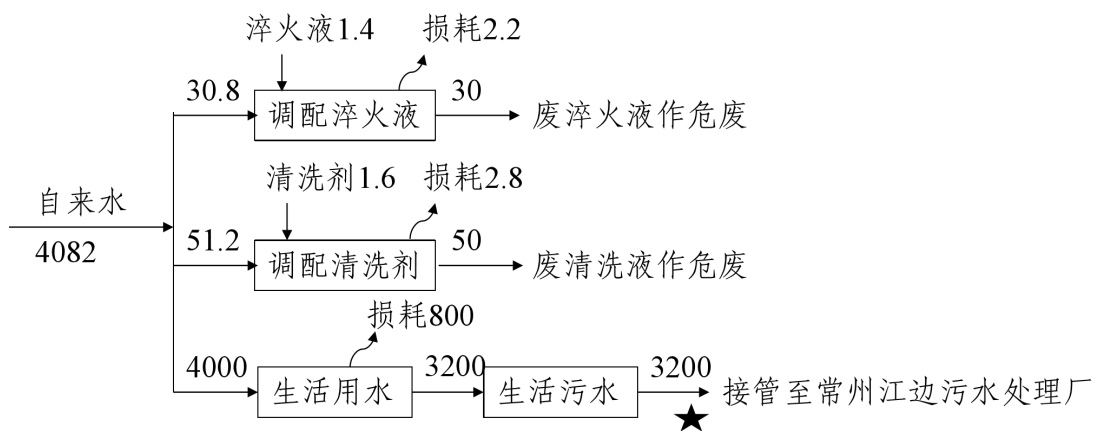 淬火液1.4
损耗2.2
30.8
调配淬火液
30
废淬火液作危废
清洗剂1.6
损耗2.8
自来水
4082
51.2
调配清洗剂
50
废清洗液作危废
损耗800
4000
生活用水
3200
生活污水
3200
接管至常州江边污水处理厂